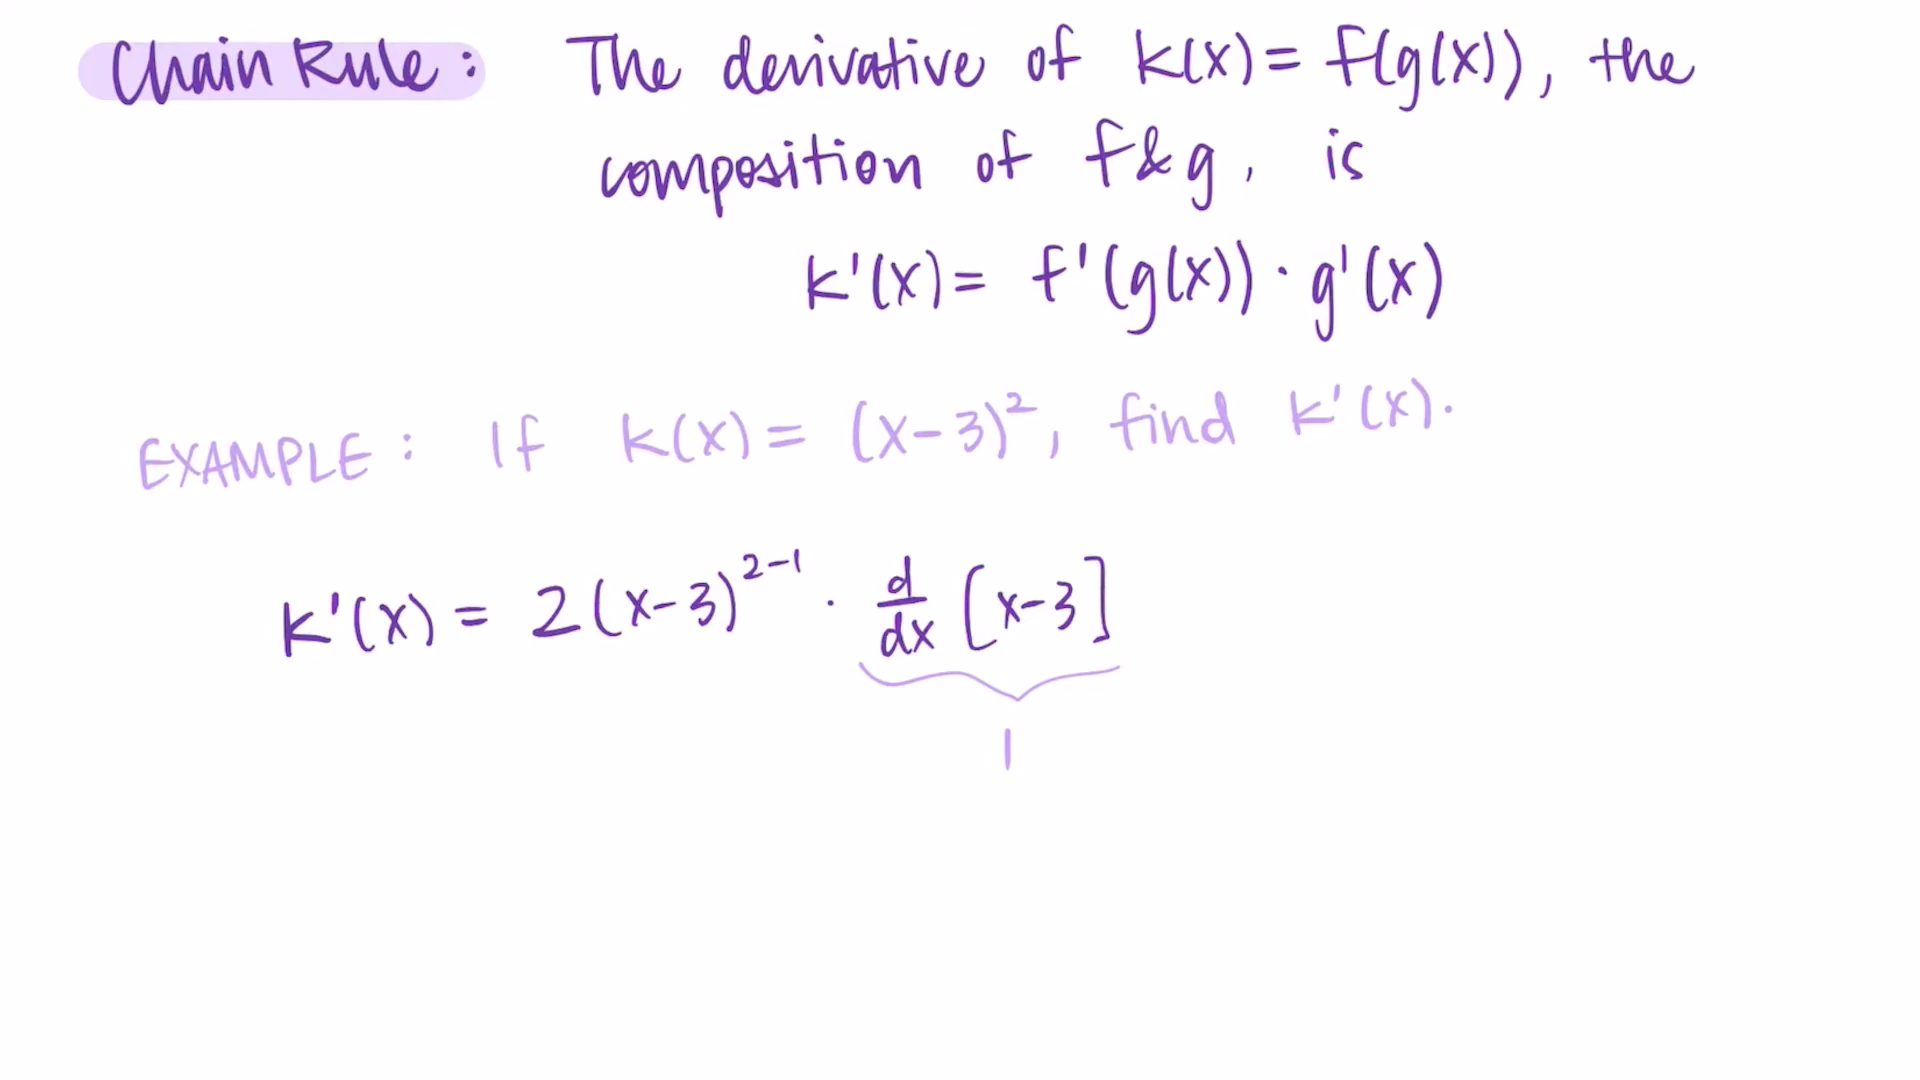 Chain Rule: The derivative of k(x) = f(g(x)), the
composition of f & g, is
k'(x) = f'(g(x)) · g'(x)
EXAMPLE: If k(x) = (x-3)², find k'(x).
k'(x) = 2(x-3)²⁻¹ · d/dx [x-3]
1